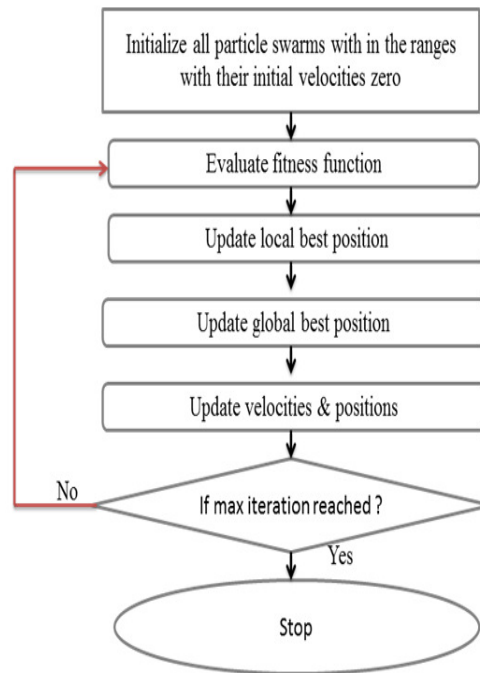 Initialize all particle swarms with in the ranges
with their initial velocities zero
Evaluate fitness function
Update local best position
Update global best position
Update velocities & positions
If max iteration reached ?
No
Yes
Stop